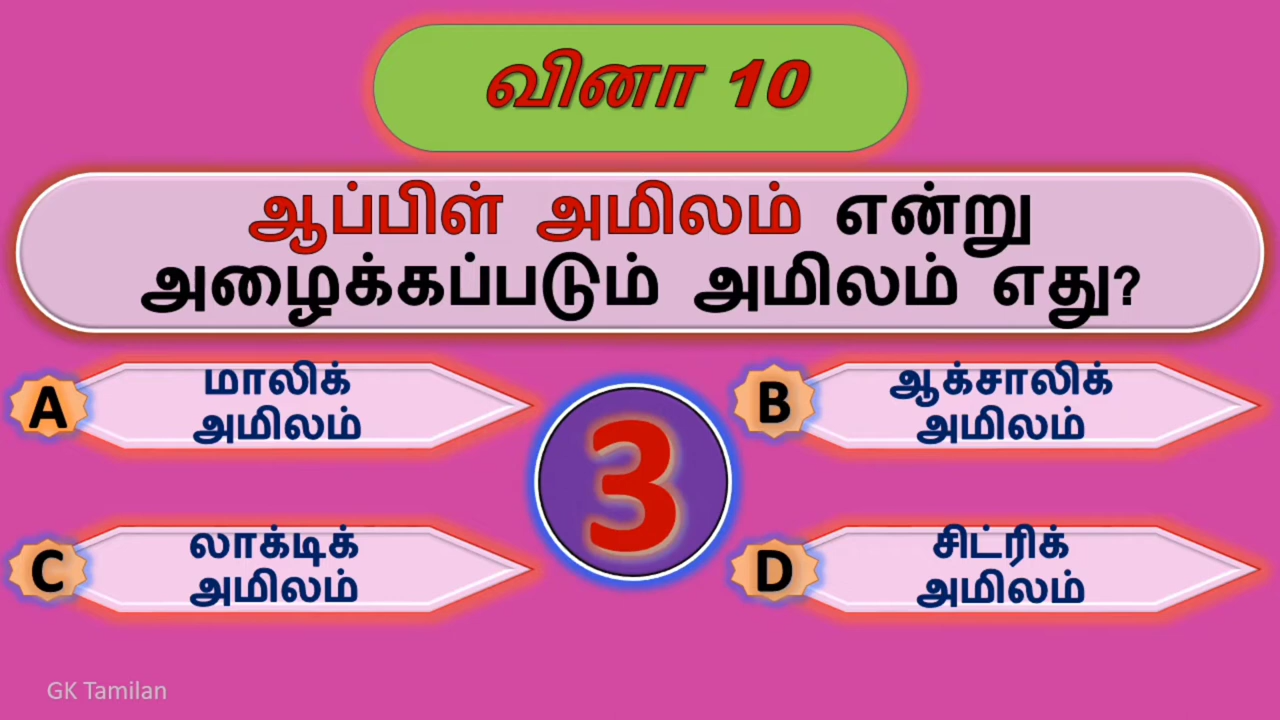 வினா 10
ஆப்பிள் அமிலம் என்று
அழைக்கப்படும் அமிலம் எது?
A
மாலிக்
அமிலம்
B
ஆக்சாலிக்
அமிலம்
3
C
லாக்டிக்
அமிலம்
D
சிட்ரிக்
அமிலம்
GK Tamilan